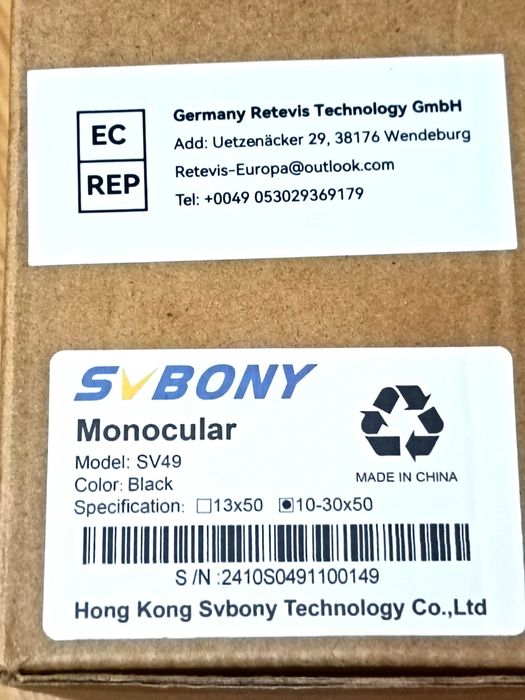 EC
REP
Germany Retevis Technology GmbH
Add: Uetzenäcker 29, 38176 Wendeburg
Retevis-Europa@outlook.com
Tel: +0049 053029369179
SVBONY
Monocular
Model: SV49
Color: Black
Specification: ☐13x50 ☑10-30x50
MADE IN CHINA
S/N:2410S0491100149
Hong Kong Svbony Technology Co.,Ltd